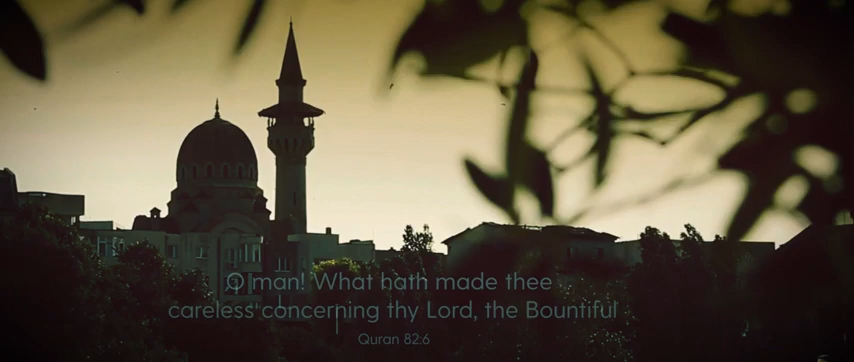 O man! What hath made thee
careless concerning thy Lord, the Bountiful
Quran 82:6